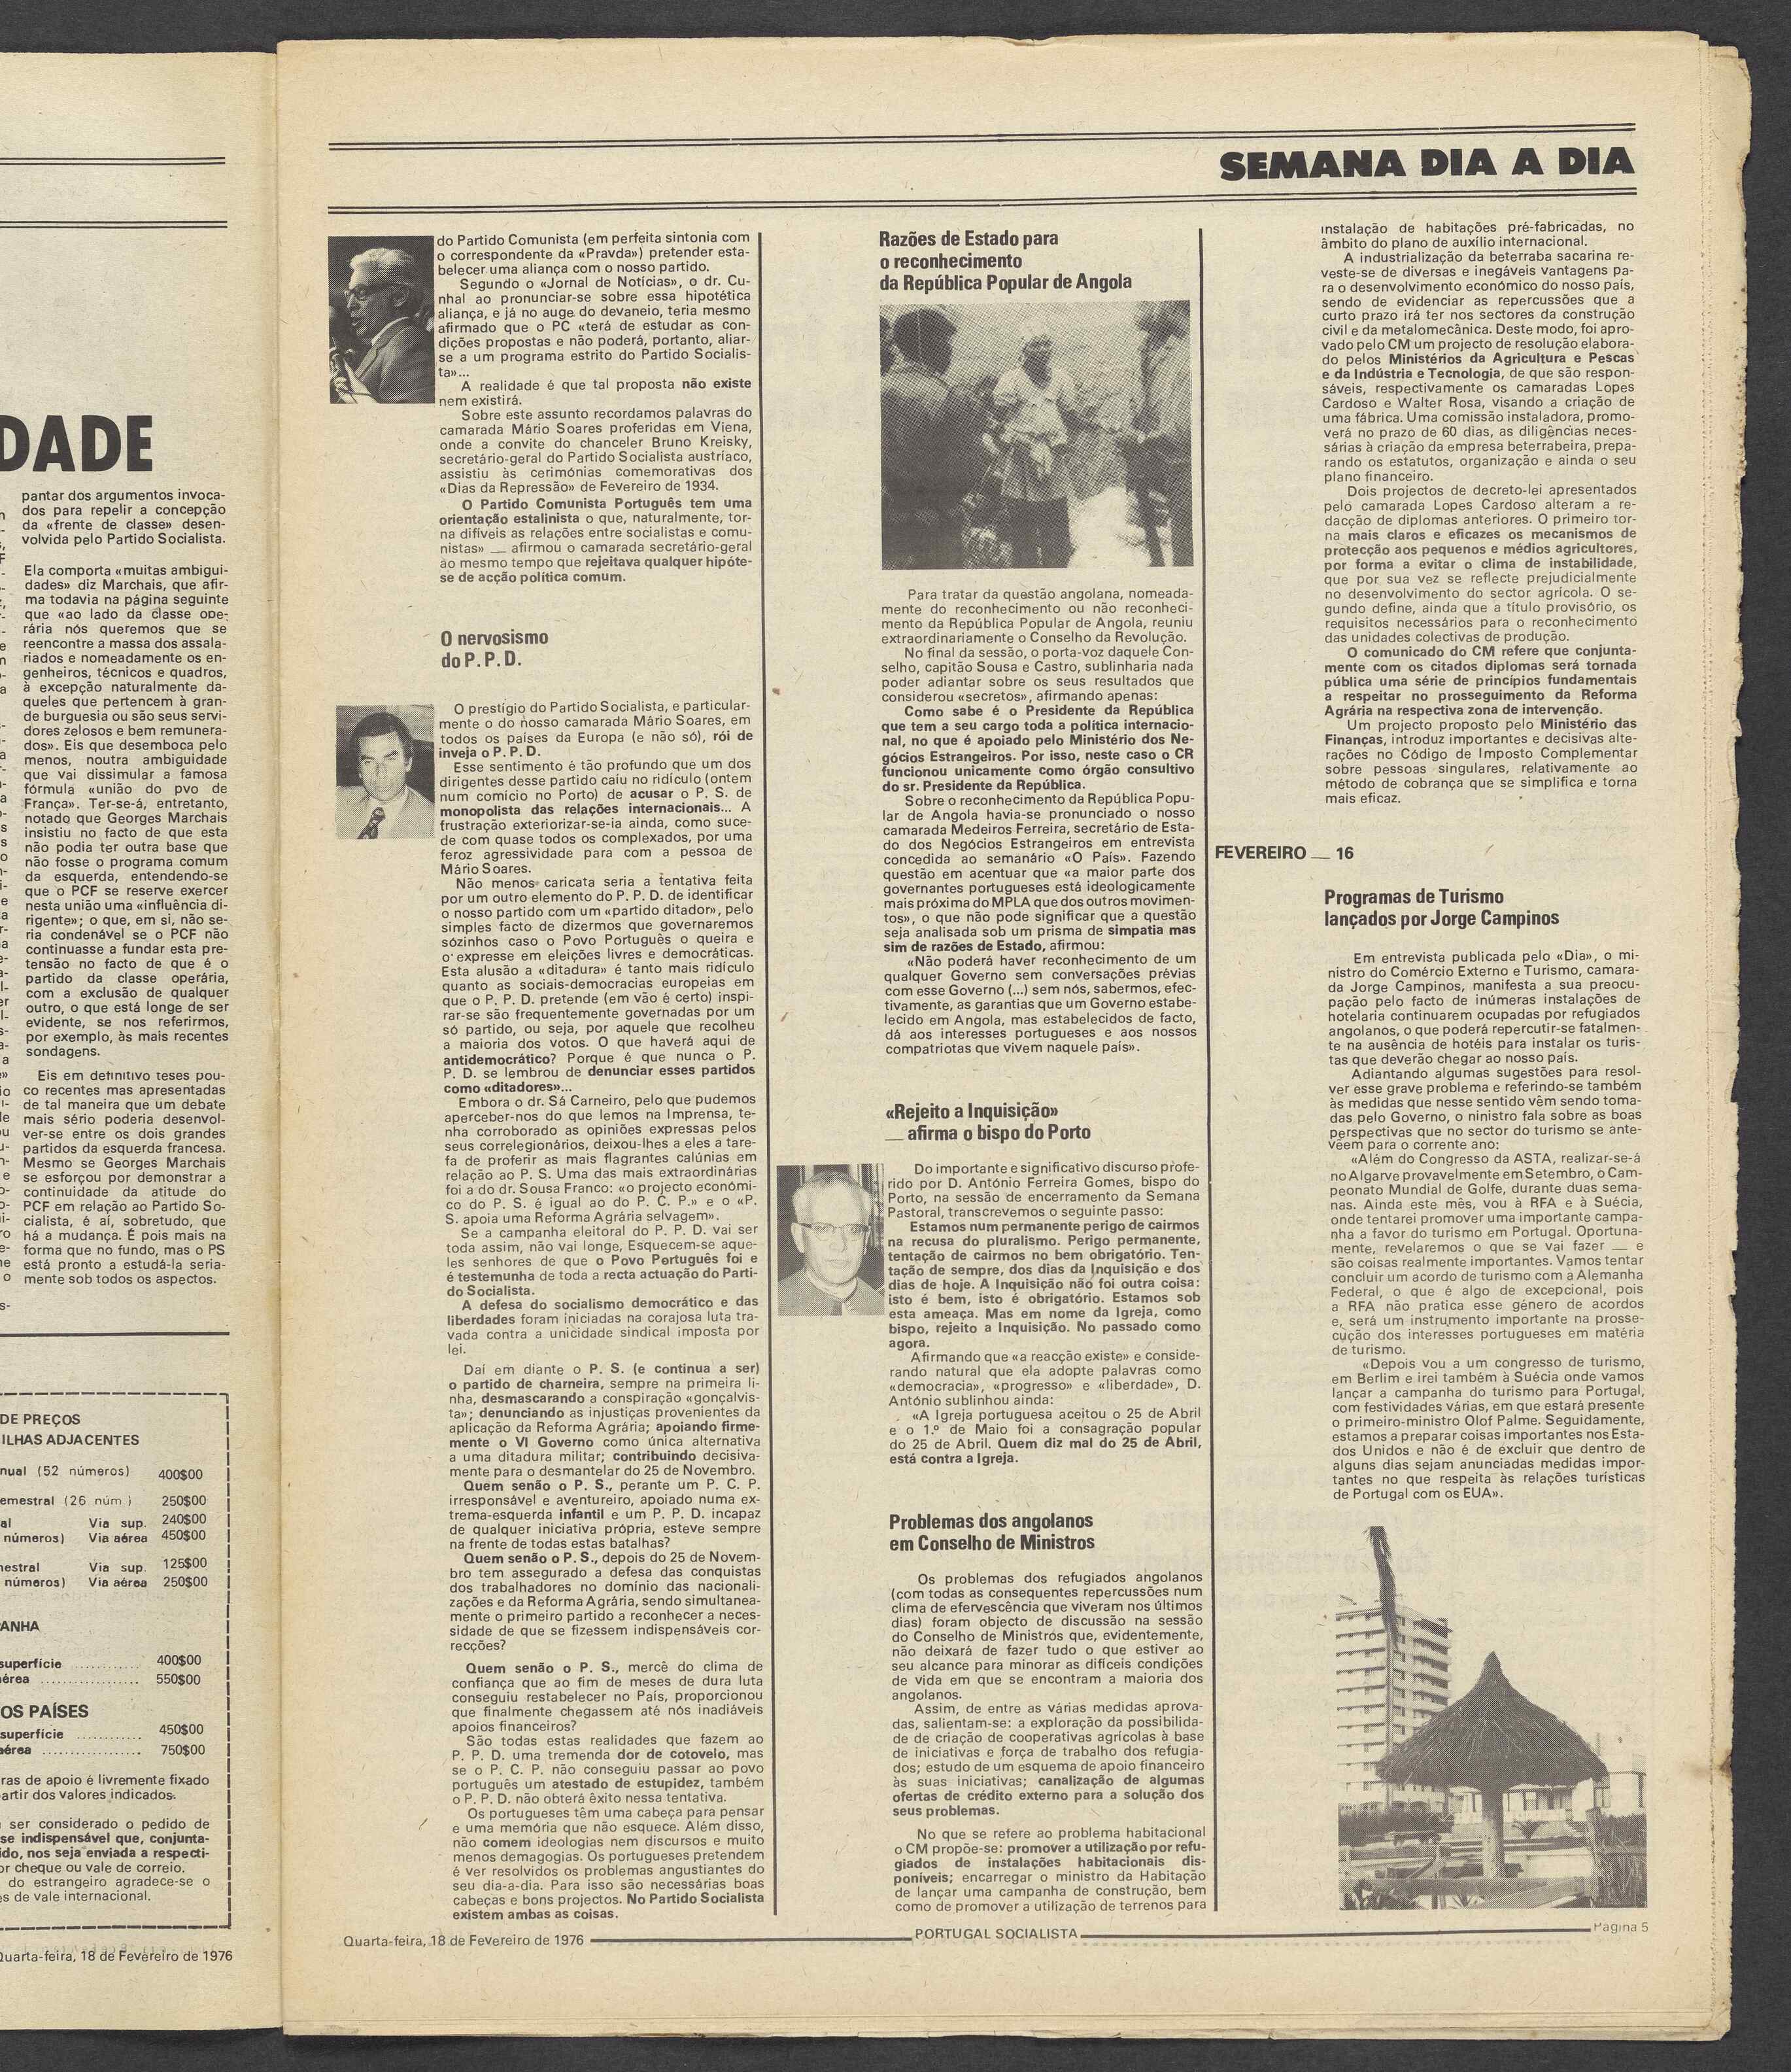 DADE
pantar dos argumentos invoca-
dos para repelir a concepção
da «frente de classe» desen-
volvida pelo Partido Socialista.
Ela comporta «muitas ambigui-
dades» diz Marchais, que afir-
ma todavia na página seguinte
que «ao lado da classe ope-
rária nós queremos que se
reencontre a massa dos assala-
riados e nomeadamente os en-
genheiros, técnicos e quadros,
à excepção naturalmente da-
queles que pertencem à gran-
de burguesia ou são seus servi-
dores zelosos e bem remunera-
dos». Eis que desemboca pelo
menos, noutra ambiguidade
que vai dissimular a famosa
fórmula «união do pvo de
França». Ter-se-á, entretanto,
notado que Georges Marchais
insistiu no facto de que esta
não podia ter outra base que
não fosse o programa comum
da esquerda, entendendo-se
que o PCF se reserve exercer
nesta união uma «influência di-
rigente»; o que, em si, não se-
ria condenável se o PCF não
continuasse a fundar esta pre-
tensão no facto de que é o
partido da classe operária,
com a exclusão de qualquer
outro, o que está longe de ser
evidente, se nos referirmos,
por exemplo, às mais recentes
sondagens.
Eis em definitivo teses pou-
co recentes mas apresentadas
de tal maneira que um debate
mais sério poderia desenvol-
ver-se entre os dois grandes
partidos da esquerda francesa.
Mesmo se Georges Marchais
se esforçou por demonstrar a
continuidade da atitude do
PCF em relação ao Partido So-
cialista, é aí, sobretudo, que
há a mudança. É pois mais na
forma que no fundo, mas o PS
está pronto a estudá-la seria-
mente sob todos os aspectos.
DE PREÇOS
ILHAS ADJACENTES
nual (52 números) 400$00
emestral (26 núm.) 250$00
al Via sup. 240$00
números) Via aérea 450$00
mestral Via sup. 125$00
números) Via aérea 250$00
ANHA
superfície ............ 400$00
aérea .................. 550$00
OS PAÍSES
superfície ............ 450$00
aérea .................. 750$00
ras de apoio é livremente fixado
artir dos valores indicados.
ser considerado o pedido de
se indispensável que, conjunta-
ido, nos seja enviada a respecti-
or cheque ou vale de correio.
do estrangeiro agradece-se o
és de vale internacional.
Quarta-feira, 18 de Fevereiro de 1976
SEMANA DIA A DIA
do Partido Comunista (em perfeita sintonia com
o correspondente da «Pravda») pretender esta-
belecer uma aliança com o nosso partido.
Segundo o «Jornal de Notícias», o dr. Cu-
nhal ao pronunciar-se sobre essa hipotética
aliança, e já no auge do devaneio, teria mesmo
afirmado que o PC «terá de estudar as con-
dições propostas e não poderá, portanto, aliar-
se a um programa estrito do Partido Socialis-
ta»...
A realidade é que tal proposta não existe
nem existirá.
Sobre este assunto recordamos palavras do
camarada Mário Soares proferidas em Viena,
onde a convite do chanceler Bruno Kreisky,
secretário-geral do Partido Socialista austríaco,
assistiu às cerimónias comemorativas dos
«Dias da Repressão» de Fevereiro de 1934.
O Partido Comunista Português tem uma
orientação estalinista o que, naturalmente, tor-
na difíveis as relações entre socialistas e comu-
nistas» — afirmou o camarada secretário-geral
ao mesmo tempo que rejeitava qualquer hipóte-
se de acção política comum.
O nervosismo
do P. P. D.
O prestígio do Partido Socialista, e particular-
mente o do nosso camarada Mário Soares, em
todos os países da Europa (e não só), rói de
inveja o P. P. D.
Esse sentimento é tão profundo que um dos
dirigentes desse partido caíu no ridículo (ontem
num comício no Porto) de acusar o P. S. de
monopolista das relações internacionais... A
frustração exteriorizar-se-ia ainda, como suce-
de com quase todos os complexados, por uma
feroz agressividade para com a pessoa de
Mário Soares.
Não menos caricata seria a tentativa feita
por um outro elemento do P. P. D. de identificar
o nosso partido com um «partido ditador», pelo
simples facto de dizermos que governaremos
sózinhos caso o Povo Português o queira e
o expresse em eleições livres e democráticas.
Esta alusão a «ditadura» é tanto mais ridículo
quanto as sociais-democracias europeias em
que o P. P. D. pretende (em vão é certo) inspi-
rar-se são frequentemente governadas por um
só partido, ou seja, por aquele que recolheu
a maioria dos votos. O que haverá aqui de
antidemocrático? Porque é que nunca o P.
P. D. se lembrou de denunciar esses partidos
como «ditadores»...
Embora o dr. Sá Carneiro, pelo que pudemos
aperceber-nos do que lemos na Imprensa, te-
nha corroborado as opiniões expressas pelos
seus correlegionários, deixou-lhes a eles a tare-
fa de proferir as mais flagrantes calúnias em
relação ao P. S. Uma das mais extraordinárias
foi a do dr. Sousa Franco: «o projecto económi-
co do P. S. é igual ao do P. C. P.» e o «P.
S. apoia uma Reforma Agrária selvagem».
Se a campanha eleitoral do P. P. D. vai ser
toda assim, não vai longe, Esquecem-se aque-
les senhores de que o Povo Português foi e
é testemunha de toda a recta actuação do Parti-
do Socialista.
A defesa do socialismo democrático e das
liberdades foram iniciadas na corajosa luta tra-
vada contra a unicidade sindical imposta por
lei.
Daí em diante o P. S. (e continua a ser)
o partido de charneira, sempre na primeira li-
nha, desmascarando a conspiração «gonçalvis-
ta»; denunciando as injustiças provenientes da
aplicação da Reforma Agrária; apoiando firme-
mente o VI Governo como única alternativa
a uma ditadura militar; contribuindo decisiva-
mente para o desmantelar do 25 de Novembro.
Quem senão o P. S., perante um P. C. P.
irresponsável e aventureiro, apoiado numa ex-
trema-esquerda infantil e um P. P. D. incapaz
de qualquer iniciativa própria, esteve sempre
na frente de todas estas batalhas?
Quem senão o P. S., depois do 25 de Novem-
bro tem assegurado a defesa das conquistas
dos trabalhadores no domínio das nacionali-
zações e da Reforma Agrária, sendo simultanea-
mente o primeiro partido a reconhecer a neces-
sidade de que se fizessem indispensáveis cor-
recções?
Quem senão o P. S., mercê do clima de
confiança que ao fim de meses de dura luta
conseguiu restabelecer no País, proporcionou
que finalmente chegassem até nós inadiáveis
apoios financeiros?
São todas estas realidades que fazem ao
P. P. D. uma tremenda dor de cotovelo, mas
se o P. C. P. não conseguiu passar ao povo
português um atestado de estupidez, também
o P. P. D. não obterá êxito nessa tentativa.
Os portugueses têm uma cabeça para pensar
e uma memória que não esquece. Além disso,
não comem ideologias nem discursos e muito
menos demagogias. Os portugueses pretendem
é ver resolvidos os problemas angustiantes do
seu dia-a-dia. Para isso são necessárias boas
cabeças e bons projectos. No Partido Socialista
existem ambas as coisas.
Razões de Estado para
o reconhecimento
da República Popular de Angola
Para tratar da questão angolana, nomeada-
mente do reconhecimento ou não reconheci-
mento da República Popular de Angola, reuniu
extraordinariamente o Conselho da Revolução.
No final da sessão, o porta-voz daquele Con-
selho, capitão Sousa e Castro, sublinharia nada
poder adiantar sobre os seus resultados que
considerou «secretos», afirmando apenas:
Como sabe é o Presidente da República
que tem a seu cargo toda a política internacio-
nal, no que é apoiado pelo Ministério dos Ne-
gócios Estrangeiros. Por isso, neste caso o CR
funcionou unicamente como órgão consultivo
do sr. Presidente da República.
Sobre o reconhecimento da República Popu-
lar de Angola havia-se pronunciado o nosso
camarada Medeiros Ferreira, secretário de Esta-
do dos Negócios Estrangeiros em entrevista
concedida ao semanário «O País». Fazendo
questão em acentuar que «a maior parte dos
governantes portugueses está ideologicamente
mais próxima do MPLA que dos outros movimen-
tos», o que não pode significar que a questão
seja analisada sob um prisma de simpatia mas
sim de razões de Estado, afirmou:
«Não poderá haver reconhecimento de um
qualquer Governo sem conversações prévias
com esse Governo (...) sem nós, sabermos, efec-
tivamente, as garantias que um Governo estabe-
lecido em Angola, mas estabelecidos de facto,
dá aos interesses portugueses e aos nossos
compatriotas que vivem naquele país».
«Rejeito a Inquisição»
— afirma o bispo do Porto
Do importante e significativo discurso profe-
rido por D. António Ferreira Gomes, bispo do
Porto, na sessão de encerramento da Semana
Pastoral, transcrevemos o seguinte passo:
Estamos num permanente perigo de cairmos
na recusa do pluralismo. Perigo permanente,
tentação de cairmos no bem obrigatório. Ten-
tação de sempre, dos dias da Inquisição e dos
dias de hoje. A Inquisição não foi outra coisa:
isto é bem, isto é obrigatório. Estamos sob
esta ameaça. Mas em nome da Igreja, como
bispo, rejeito a Inquisição. No passado como
agora.
Afirmando que «a reacção existe» e conside-
rando natural que ela adopte palavras como
«democracia», «progresso» e «liberdade», D.
António sublinhou ainda:
«A Igreja portuguesa aceitou o 25 de Abril
e o 1.º de Maio foi a consagração popular
do 25 de Abril. Quem diz mal do 25 de Abril,
está contra a Igreja.
Problemas dos angolanos
em Conselho de Ministros
Os problemas dos refugiados angolanos
(com todas as consequentes repercussões num
clima de efervescência que viveram nos últimos
dias) foram objecto de discussão na sessão
do Conselho de Ministros que, evidentemente,
não deixará de fazer tudo o que estiver ao
seu alcance para minorar as difíceis condições
de vida em que se encontram a maioria dos
angolanos.
Assim, de entre as várias medidas aprova-
das, salientam-se: a exploração da possibilida-
de de criação de cooperativas agrícolas à base
de iniciativas e força de trabalho dos refugia-
dos; estudo de um esquema de apoio financeiro
às suas iniciativas; canalização de algumas
ofertas de crédito externo para a solução dos
seus problemas.
No que se refere ao problema habitacional
o CM propõe-se: promover a utilização por refu-
giados de instalações habitacionais dis-
poníveis; encarregar o ministro da Habitação
de lançar uma campanha de construção, bem
como de promover a utilização de terrenos para
instalação de habitações pré-fabricadas, no
âmbito do plano de auxílio internacional.
A industrialização da beterraba sacarina re-
veste-se de diversas e inegáveis vantagens pa-
ra o desenvolvimento económico do nosso país,
sendo de evidenciar as repercussões que a
curto prazo irá ter nos sectores da construção
civil e da metalomecânica. Deste modo, foi apro-
vado pelo CM um projecto de resolução elabora-
do pelos Ministérios da Agricultura e Pescas
e da Indústria e Tecnologia, de que são respon-
sáveis, respectivamente os camaradas Lopes
Cardoso e Walter Rosa, visando a criação de
uma fábrica. Uma comissão instaladora, promo-
verá no prazo de 60 dias, as diligências neces-
sárias à criação da empresa beterrabeira, prepa-
rando os estatutos, organização e ainda o seu
plano financeiro.
Dois projectos de decreto-lei apresentados
pelo camarada Lopes Cardoso alteram a re-
dacção de diplomas anteriores. O primeiro tor-
na mais claros e eficazes os mecanismos de
protecção aos pequenos e médios agricultores,
por forma a evitar o clima de instabilidade,
que por sua vez se reflecte prejudicialmente
no desenvolvimento do sector agrícola. O se-
gundo define, ainda que a título provisório, os
requisitos necessários para o reconhecimento
das unidades colectivas de produção.
O comunicado do CM refere que conjunta-
mente com os citados diplomas será tornada
pública uma série de princípios fundamentais
a respeitar no prosseguimento da Reforma
Agrária na respectiva zona de intervenção.
Um projecto proposto pelo Ministério das
Finanças, introduz importantes e decisivas alte-
rações no Código de Imposto Complementar
sobre pessoas singulares, relativamente ao
método de cobrança que se simplifica e torna
mais eficaz.
FEVEREIRO — 16
Programas de Turismo
lançados por Jorge Campinos
Em entrevista publicada pelo «Dia», o mi-
nistro do Comércio Externo e Turismo, camara-
da Jorge Campinos, manifesta a sua preocu-
pação pelo facto de inúmeras instalações de
hotelaria continuarem ocupadas por refugiados
angolanos, o que poderá repercutir-se fatalmen-
te na ausência de hotéis para instalar os turis-
tas que deverão chegar ao nosso país.
Adiantando algumas sugestões para resol-
ver esse grave problema e referindo-se também
às medidas que nesse sentido vêm sendo toma-
das pelo Governo, o ninistro fala sobre as boas
perspectivas que no sector do turismo se ante-
vêem para o corrente ano:
«Além do Congresso da ASTA, realizar-se-á
no Algarve provavelmente em Setembro, o Cam-
peonato Mundial de Golfe, durante duas sema-
nas. Ainda este mês, vou à RFA e à Suécia,
onde tentarei promover uma importante campa-
nha a favor do turismo em Portugal. Oportuna-
mente, revelaremos o que se vai fazer — e
são coisas realmente importantes. Vamos tentar
concluir um acordo de turismo com a Alemanha
Federal, o que é algo de excepcional, pois
a RFA não pratica esse género de acordos
e, será um instrumento importante na prosse-
cução dos interesses portugueses em matéria
de turismo.
«Depois vou a um congresso de turismo,
em Berlim e irei também à Suécia onde vamos
lançar a campanha do turismo para Portugal,
com festividades várias, em que estará presente
o primeiro-ministro Olof Palme. Seguidamente,
estamos a preparar coisas importantes nos Esta-
dos Unidos e não é de excluir que dentro de
alguns dias sejam anunciadas medidas impor-
tantes no que respeita às relações turísticas
de Portugal com os EUA».
Quarta-feira, 18 de Fevereiro de 1976
PORTUGAL SOCIALISTA
Página 5